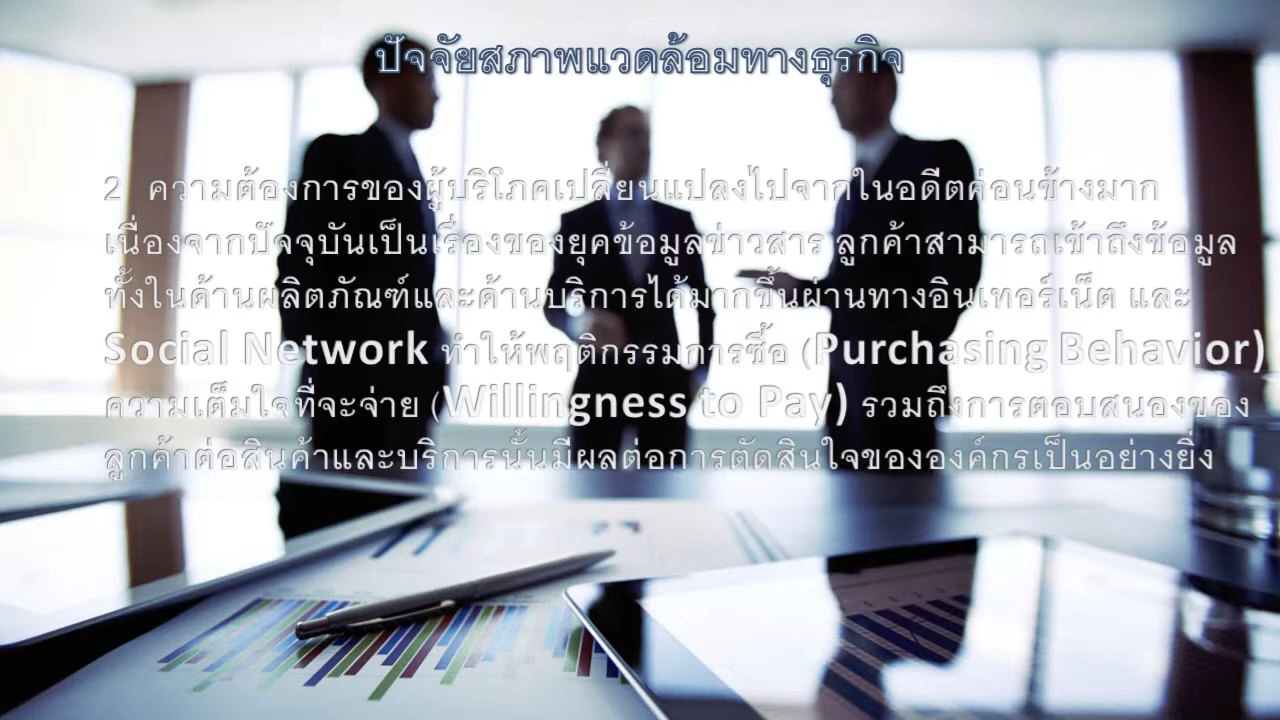 ปัจจัยสภาพแวดล้อมทางธุรกิจ
2 ความต้องการของผู้บริโภคเปลี่ยนแปลงไปจากในอดีตค่อนข้างมาก
เนื่องจากปัจจุบันเป็นเรื่องของยุคข้อมูลข่าวสาร ลูกค้าสามารถเข้าถึงข้อมูล
ทั้งในด้านผลิตภัณฑ์และด้านบริการได้มากขึ้นผ่านทางอินเทอร์เน็ต และ
Social Network ทำให้พฤติกรรมการซื้อ (Purchasing Behavior)
ความเต็มใจที่จะจ่าย (Willingness to Pay) รวมถึงการตอบสนองของ
ลูกค้าต่อสินค้าและบริการนั้นมีผลต่อการตัดสินใจขององค์กรเป็นอย่างยิ่ง